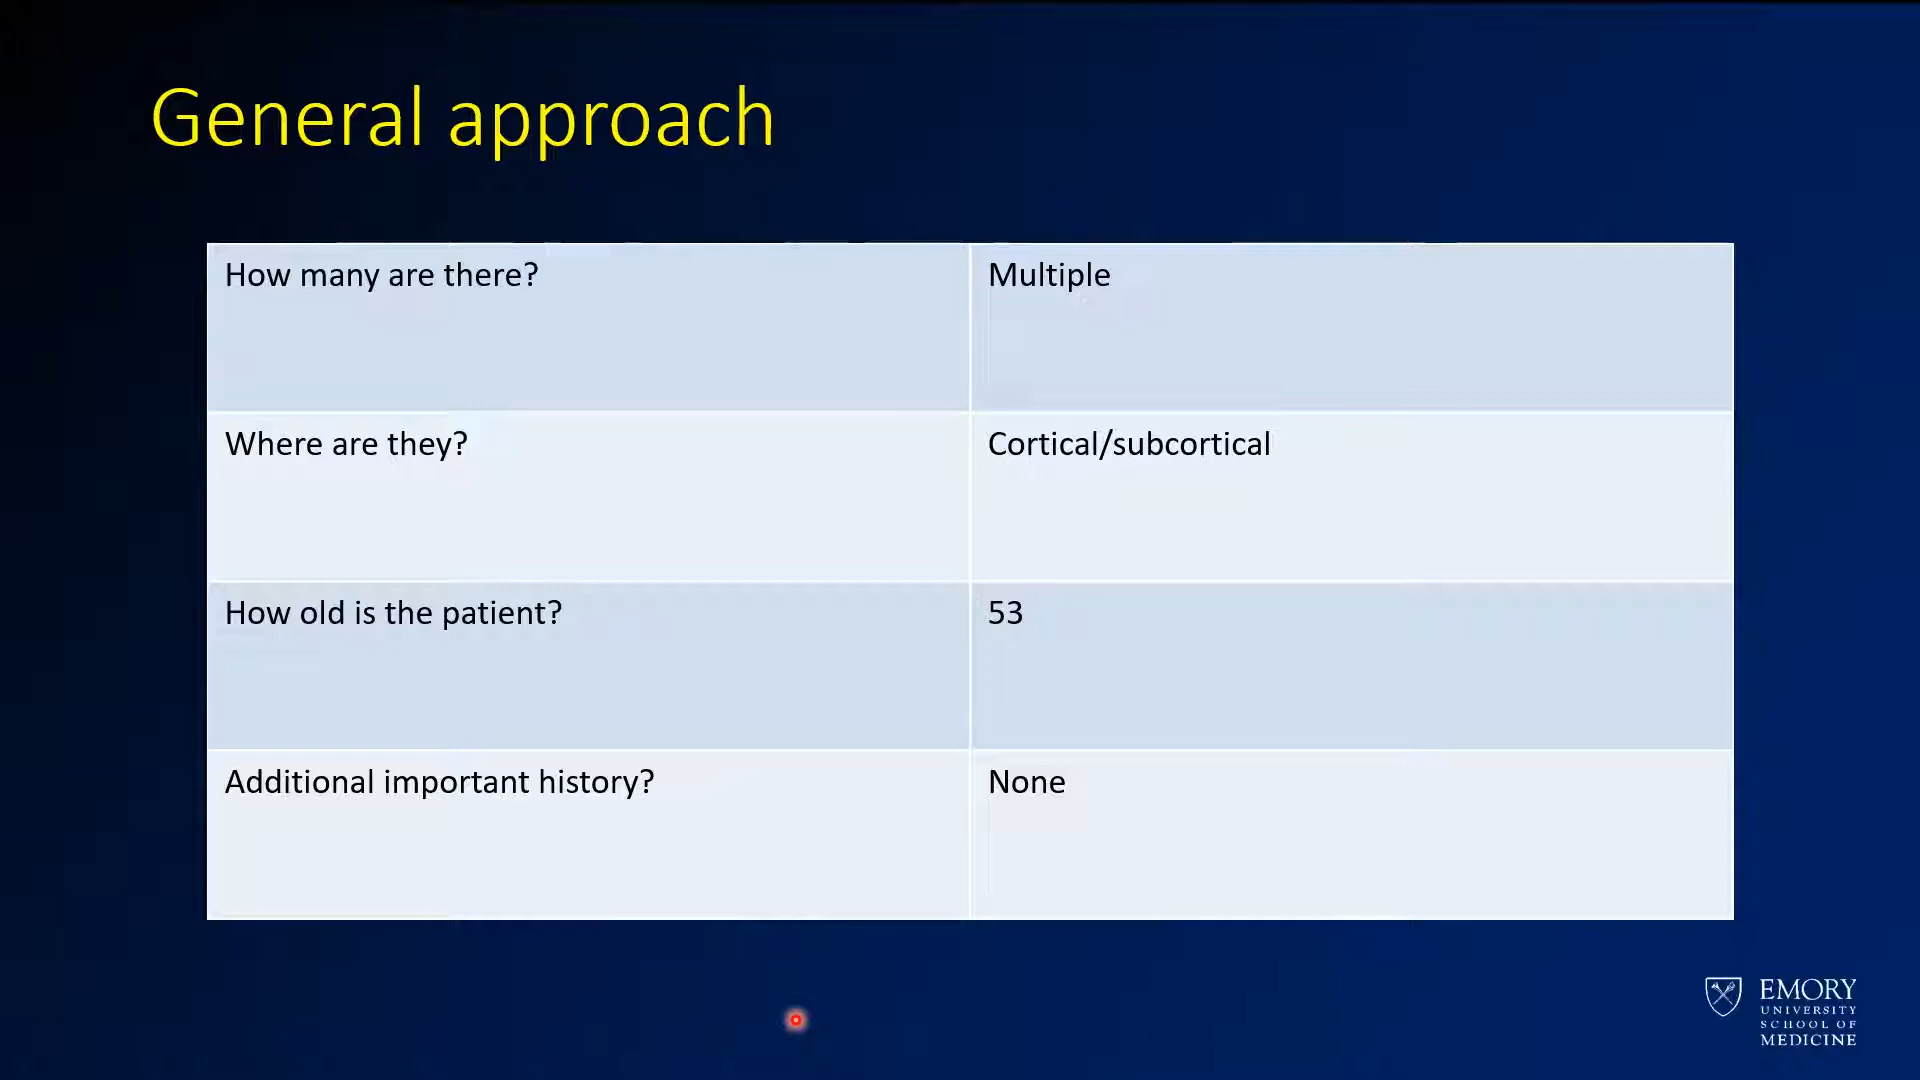 General approach
How many are there?
Multiple
Where are they?
Cortical/subcortical
How old is the patient?
53
Additional important history?
None
EMORY
UNIVERSITY
SCHOOL OF
MEDICINE